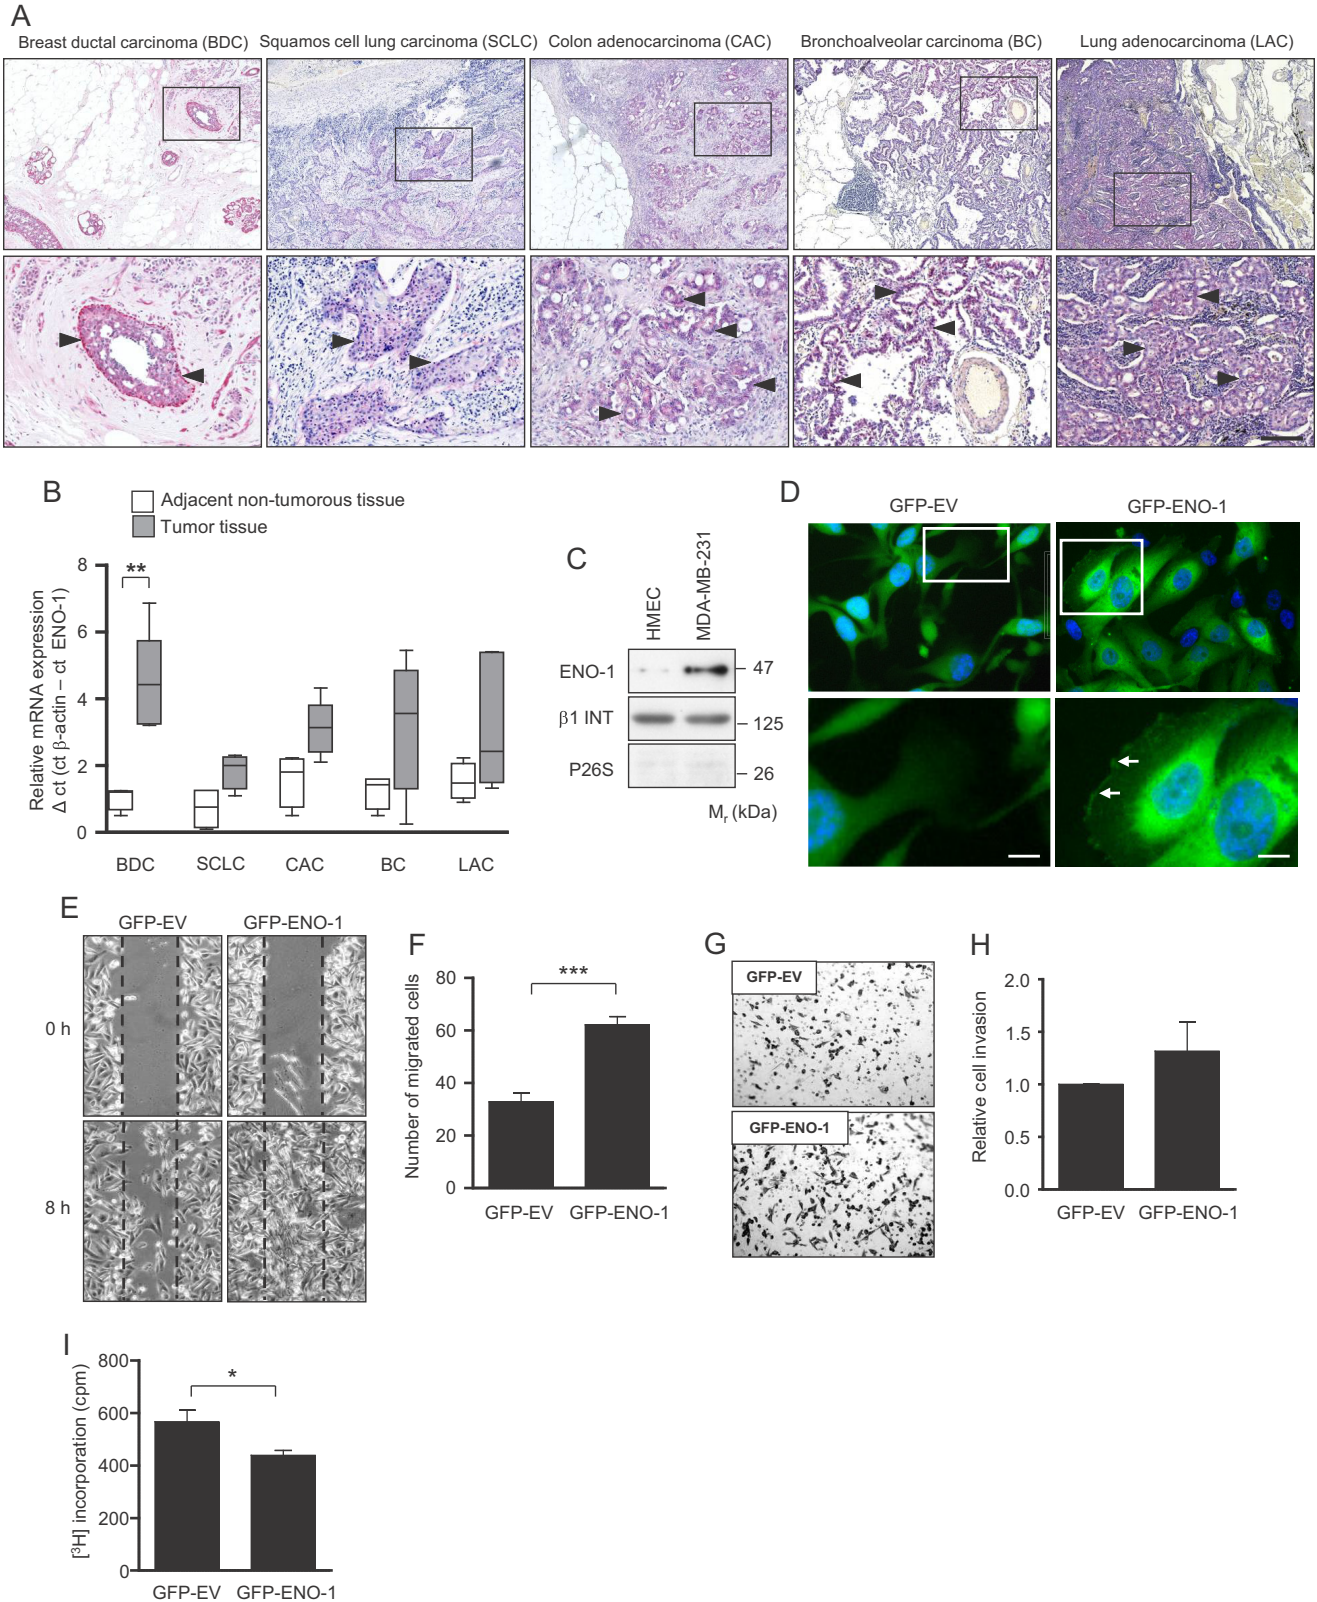 A
Breast ductal carcinoma (BDC) Squamos cell lung carcinoma (SCLC) Colon adenocarcinoma (CAC) Bronchoalveolar carcinoma (BC) Lung adenocarcinoma (LAC)
B
Adjacent non-tumorous tissue
Tumor tissue
Relative mRNA expression
Δ ct (ct β-actin – ct ENO-1)
8
6
4
2
0
**
BDC SCLC CAC BC LAC
C
HMEC
MDA-MB-231
ENO-1
47
β1 INT
125
P26S
26
Mr (kDa)
D
GFP-EV GFP-ENO-1
E
GFP-EV GFP-ENO-1
0 h
8 h
F
Number of migrated cells
80
60
40
20
0
***
GFP-EV GFP-ENO-1
G
GFP-EV
GFP-ENO-1
H
Relative cell invasion
2.0
1.5
1.0
0.5
0.0
GFP-EV GFP-ENO-1
I
[³H] incorporation (cpm)
800
600
400
200
0
*
GFP-EV GFP-ENO-1